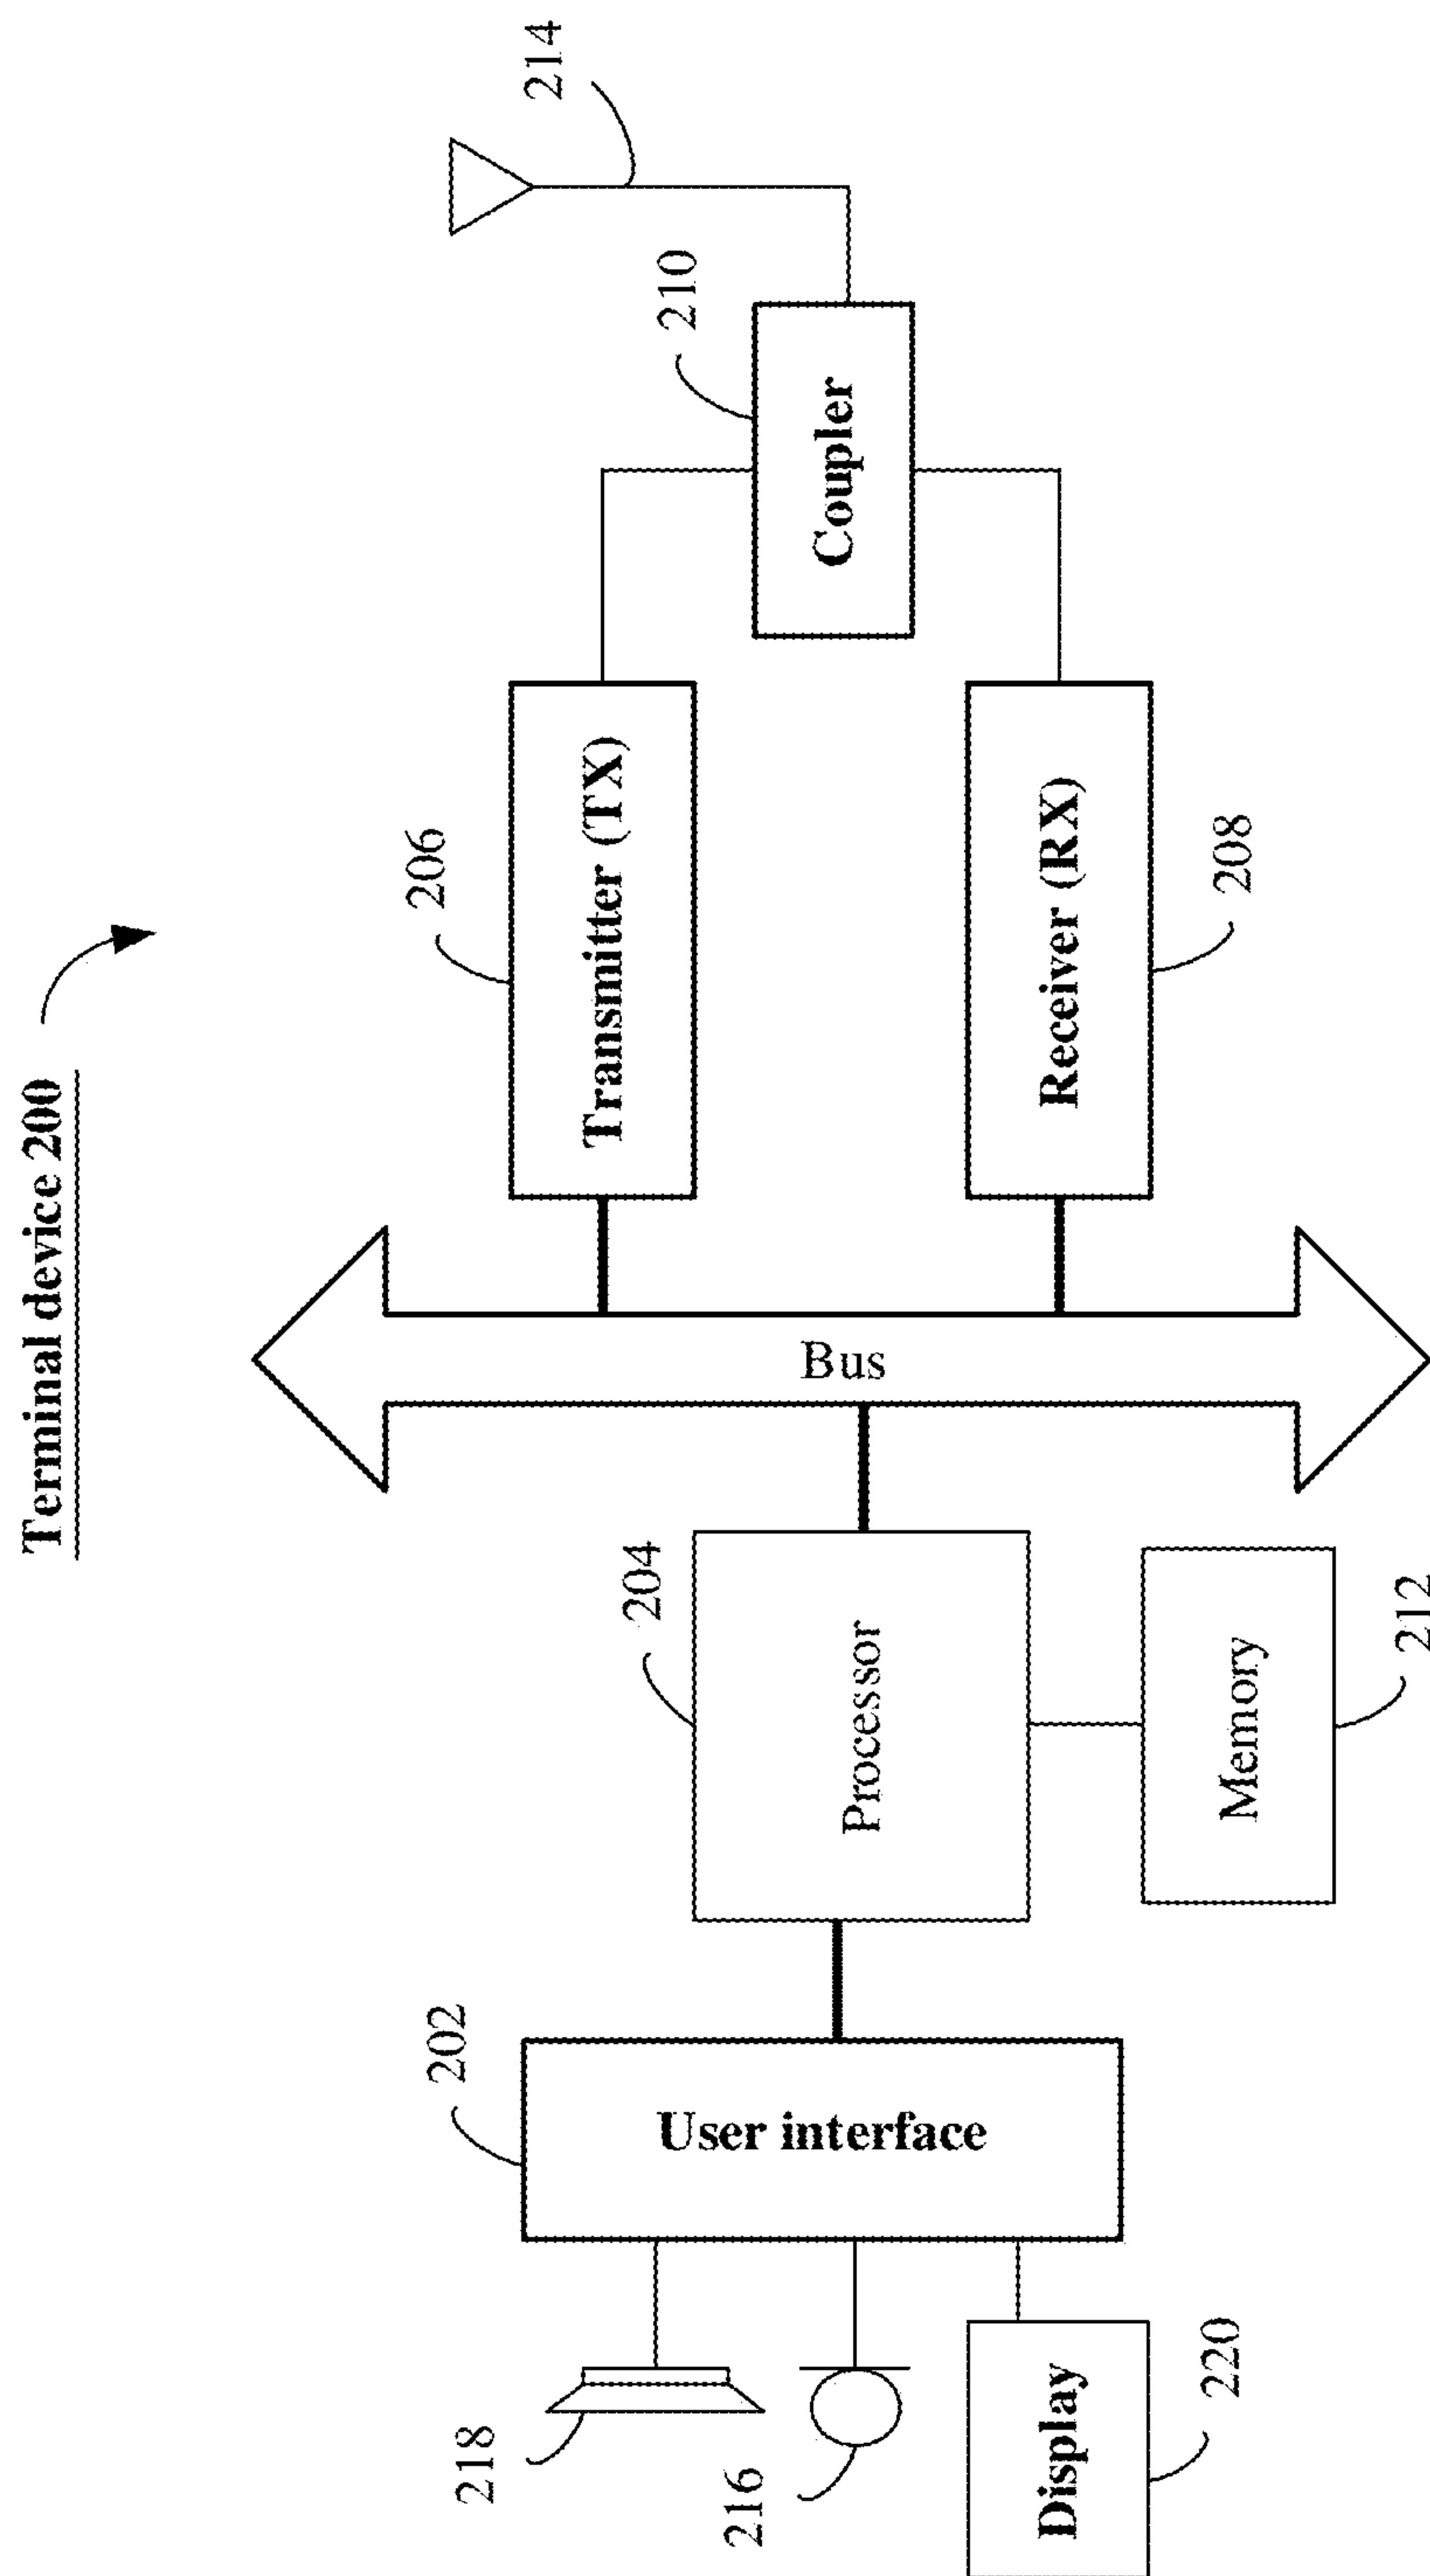 Terminal device 200
214
210
Coupler
206
Transmitter (TX)
Receiver (RX)
208
Bus
204
Processor
Memory
212
202
User interface
218
216
Display
220